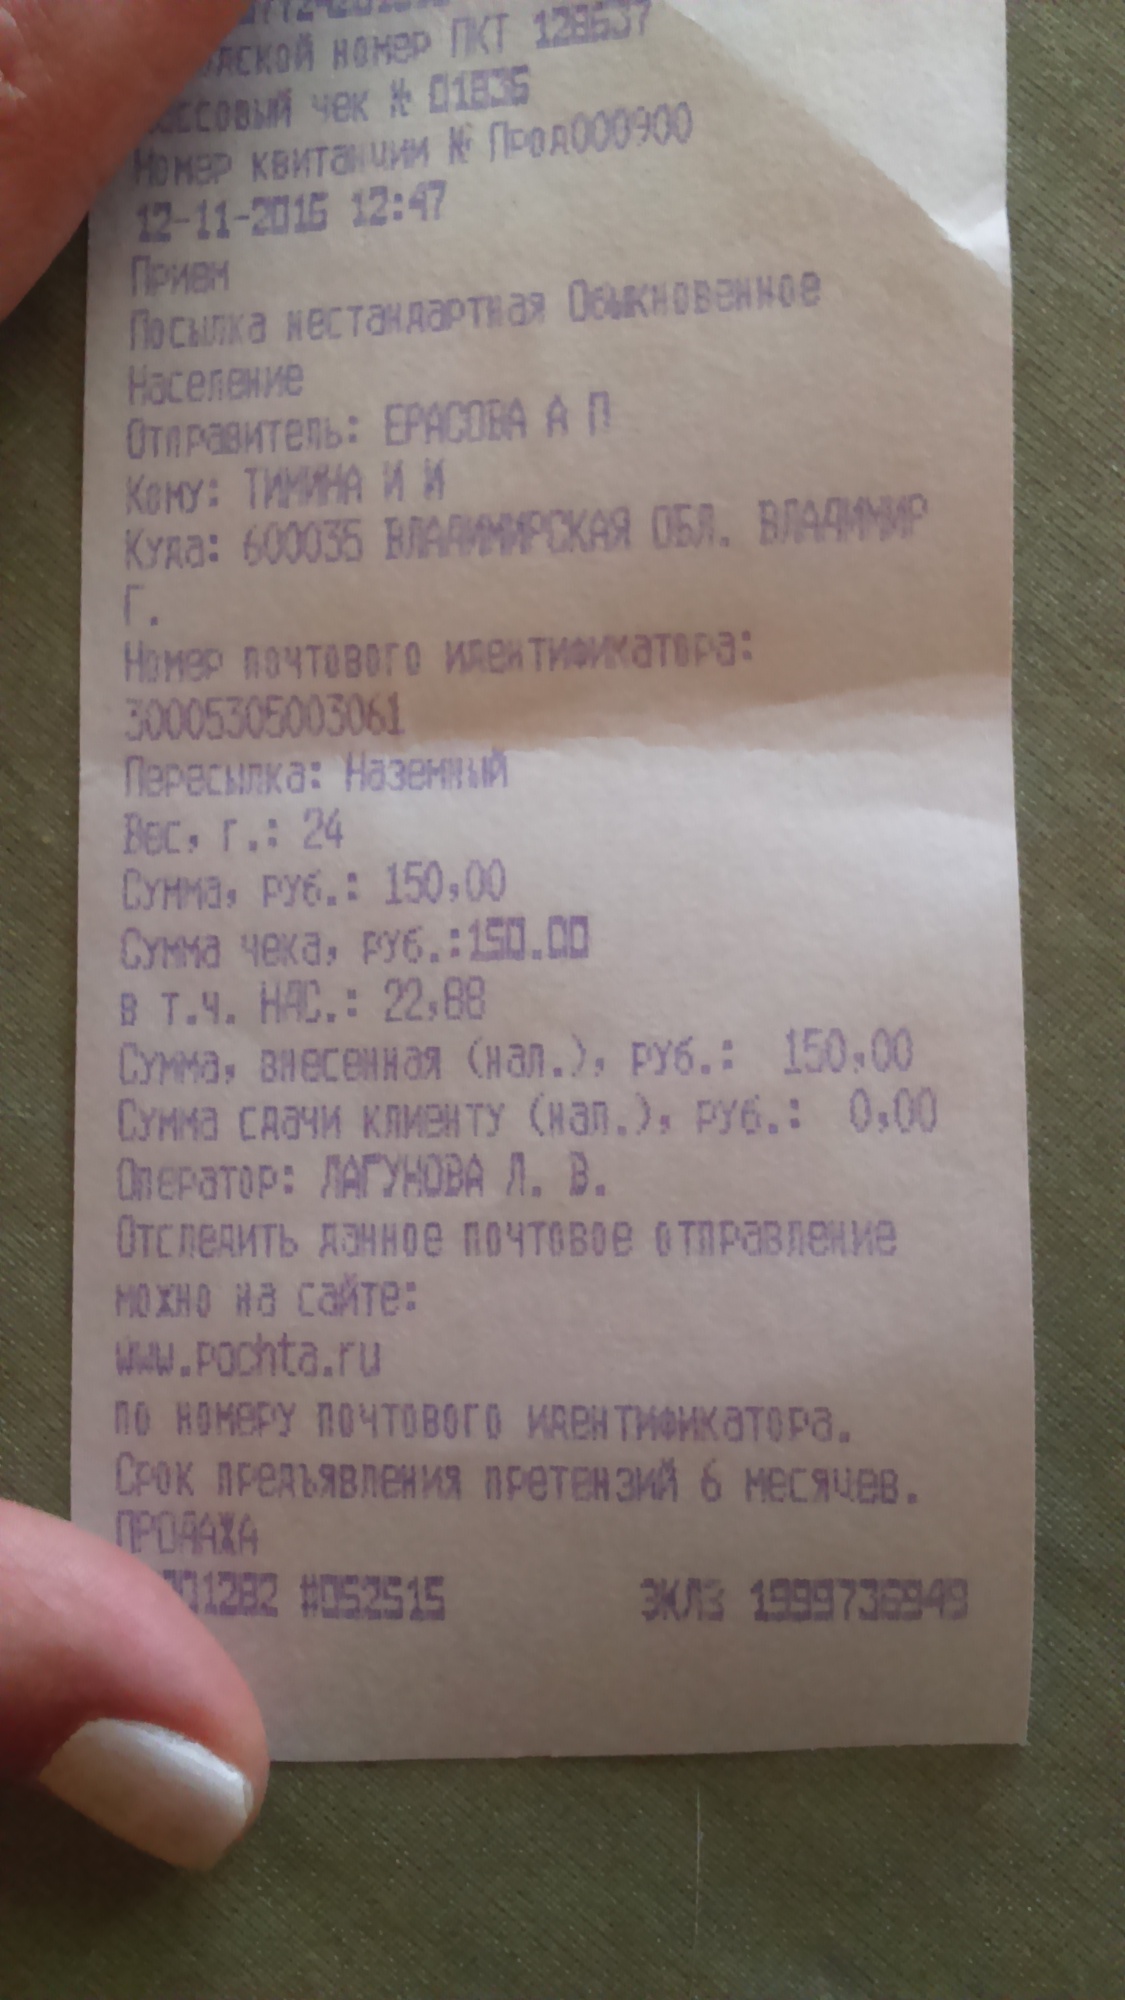 номер ПКТ 128637
чек № 01836
Номер квитанции № Прод000900
12-11-2016 12:47
Прием
Посылка нестандартная Обыкновенное
Население
Отправитель: ЕРАСОВА А П
Кому: ТИМИНА И И
Куда: 600035 ВЛАДИМИРСКАЯ ОБЛ. ВЛАДИМИР
Г.
Номер почтового идентификатора:
30005305003061
Пересылка: Наземный
Вес, г.: 24
Сумма, руб.: 150,00
Сумма чека, руб.:150.00
в т.ч. НДС.: 22,88
Сумма, внесенная (нал.), руб.: 150,00
Сумма сдачи клиенту (нал.), руб.: 0,00
Оператор: ЛАГУНОВА Л. В.
Отследить данное почтовое отправление
можно на сайте:
www.pochta.ru
по номеру почтового идентификатора.
Срок предъявления претензий 6 месяцев.
ПРОДАЖА
#052515 ЭКЛЗ 1999736949